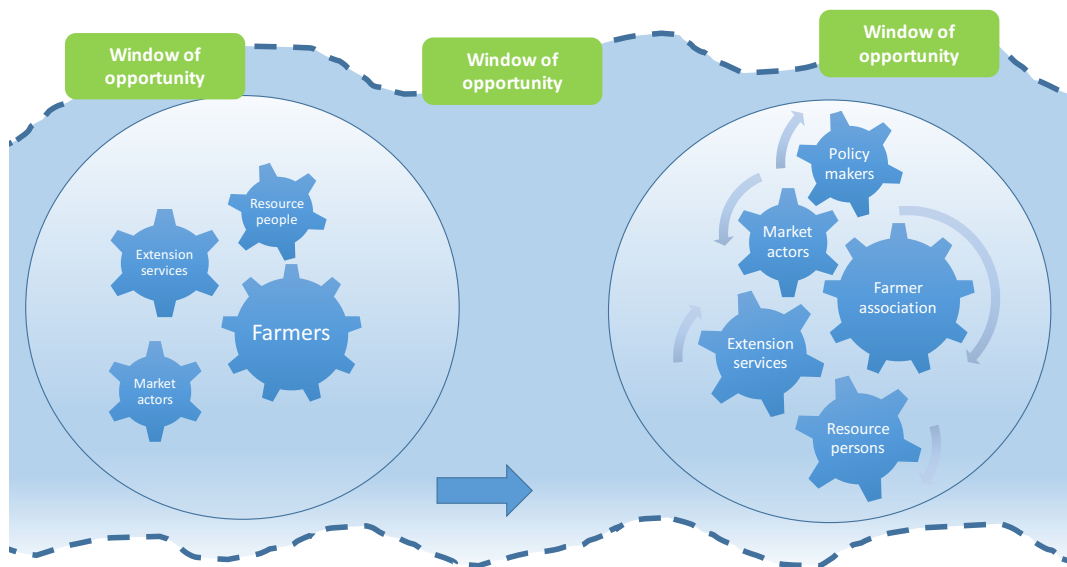 Window of
opportunity
Window of
opportunity
Window of
opportunity
Resource
people
Extension
services
Farmers
Market
actors
Policy
makers
Market
actors
Farmer
association
Extension
services
Resource
persons